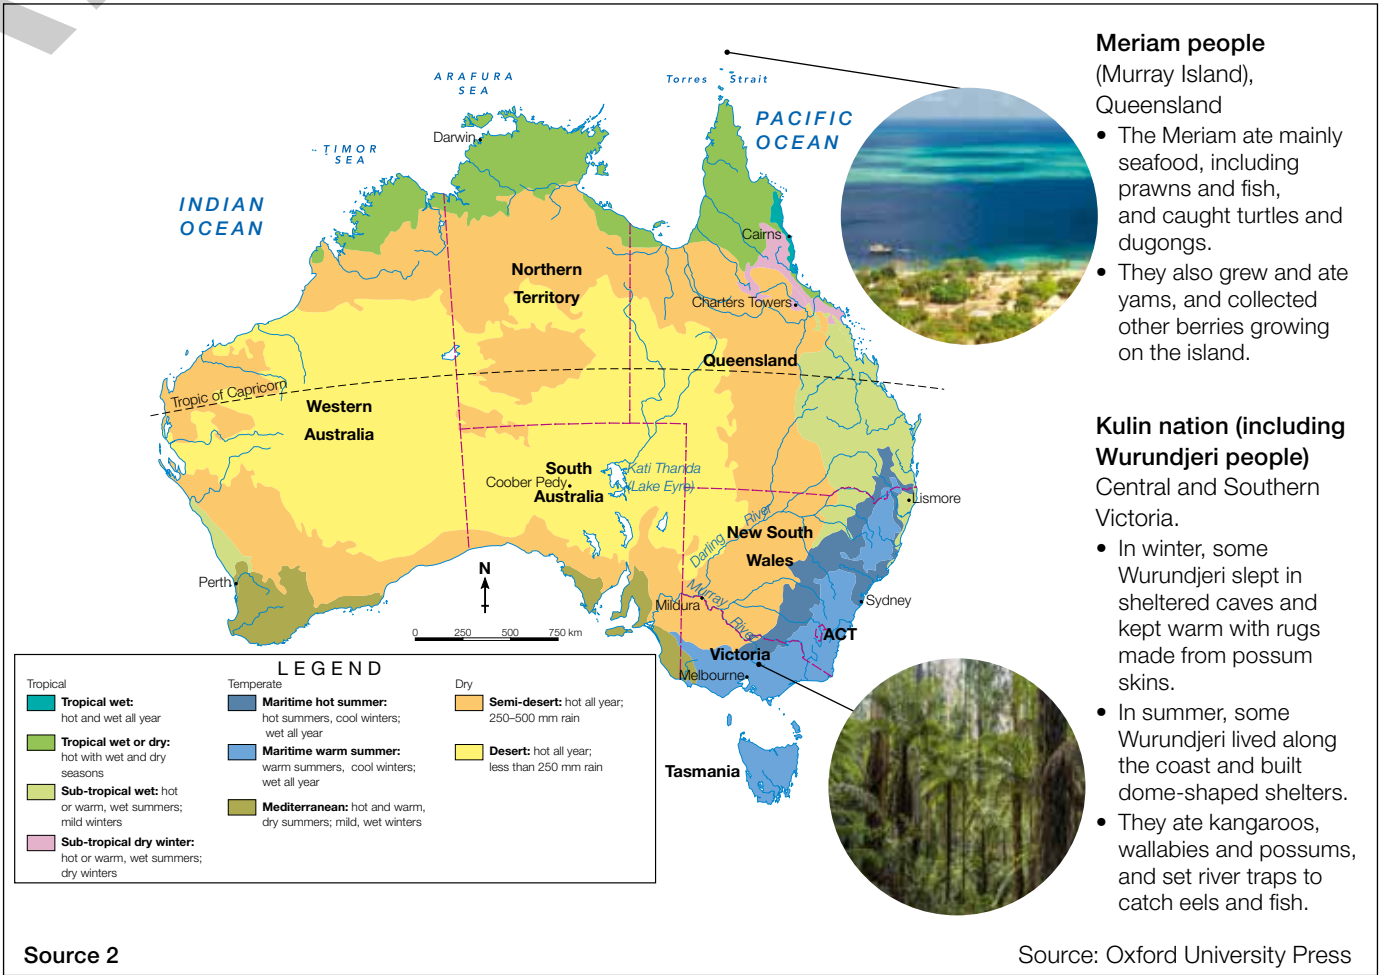 ARAFURA
SEA
Torres Strait
PACIFIC
OCEAN
Darwin
TIMOR
SEA
INDIAN
OCEAN
Cairns
Northern
Territory
Charters Towers
Queensland
Tropic of Capricorn
Western
Australia
South
Australia
Coober Pedy
Kati Thanda
(Lake Eyre)
Lismore
Darling River
New South
Wales
Perth
N
Murray River
Mildura
Sydney
ACT
0 250 500 750 km
Victoria
Melbourne
Tasmania
LEGEND
Tropical
Tropical wet:
hot and wet all year
Tropical wet or dry:
hot with wet and dry
seasons
Sub-tropical wet: hot
or warm, wet summers;
mild winters
Sub-tropical dry winter:
hot or warm, wet summers;
dry winters
Temperate
Maritime hot summer:
hot summers, cool winters;
wet all year
Maritime warm summer:
warm summers, cool winters;
wet all year
Mediterranean: hot and warm,
dry summers; mild, wet winters
Dry
Semi-desert: hot all year;
250–500 mm rain
Desert: hot all year;
less than 250 mm rain
Meriam people
(Murray Island),
Queensland
• The Meriam ate mainly
seafood, including
prawns and fish,
and caught turtles and
dugongs.
• They also grew and ate
yams, and collected
other berries growing
on the island.
Kulin nation (including
Wurundjeri people)
Central and Southern
Victoria.
• In winter, some
Wurundjeri slept in
sheltered caves and
kept warm with rugs
made from possum
skins.
• In summer, some
Wurundjeri lived along
the coast and built
dome-shaped shelters.
• They ate kangaroos,
wallabies and possums,
and set river traps to
catch eels and fish.
Source 2
Source: Oxford University Press